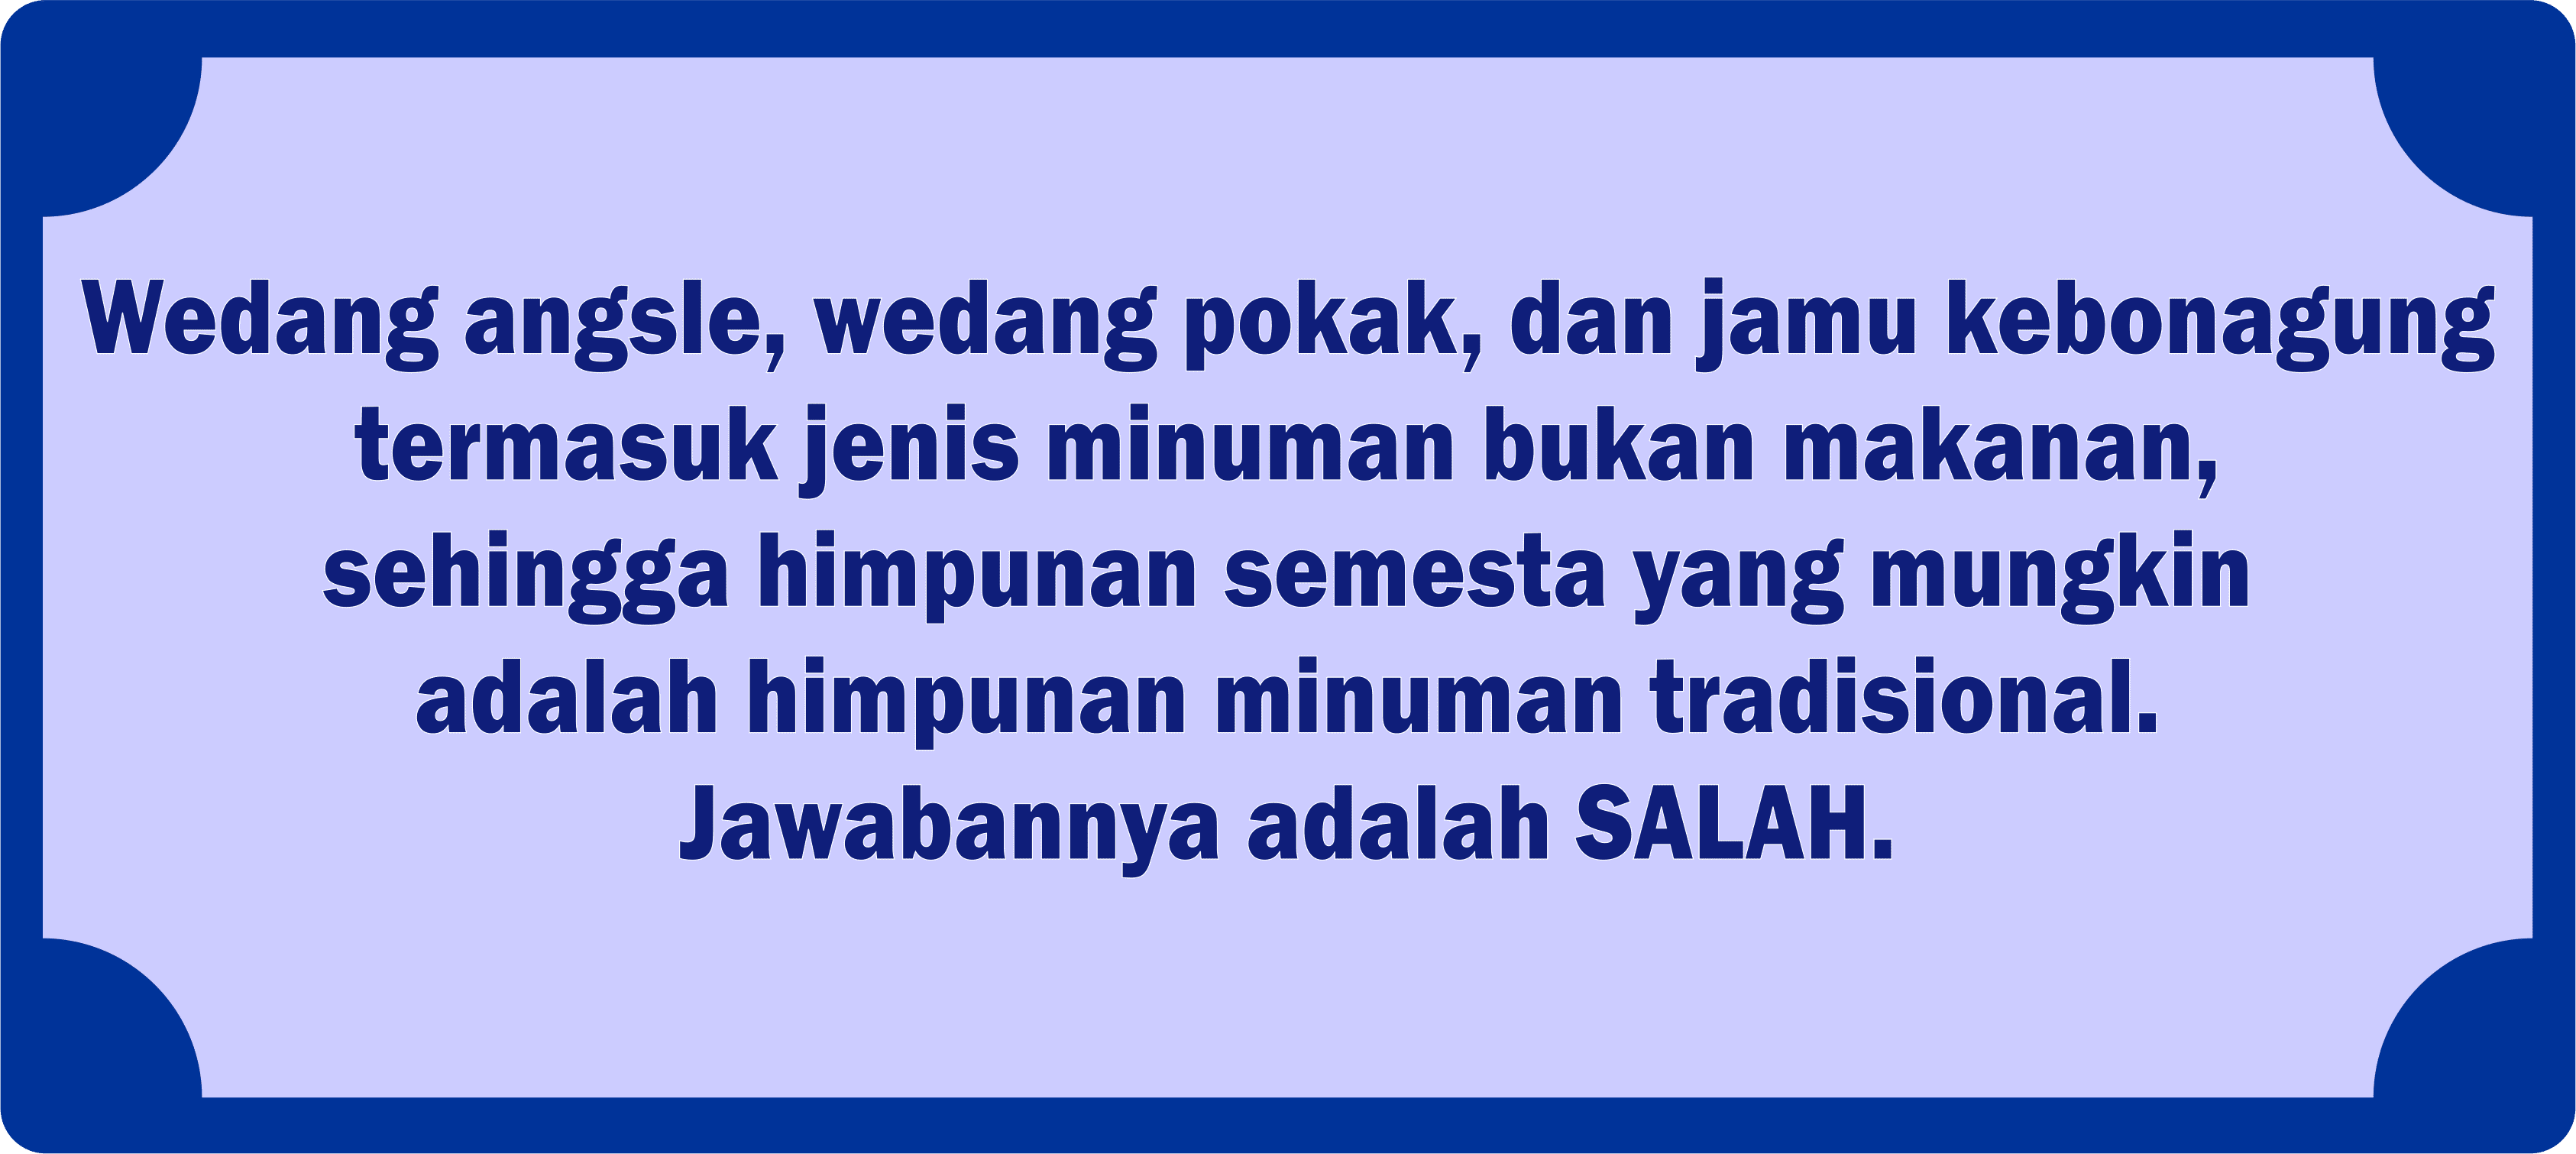 Wedang angsle, wedang pokak, dan jamu kebonagung
termasuk jenis minuman bukan makanan,
sehingga himpunan semesta yang mungkin
adalah himpunan minuman tradisional.
Jawabannya adalah SALAH.